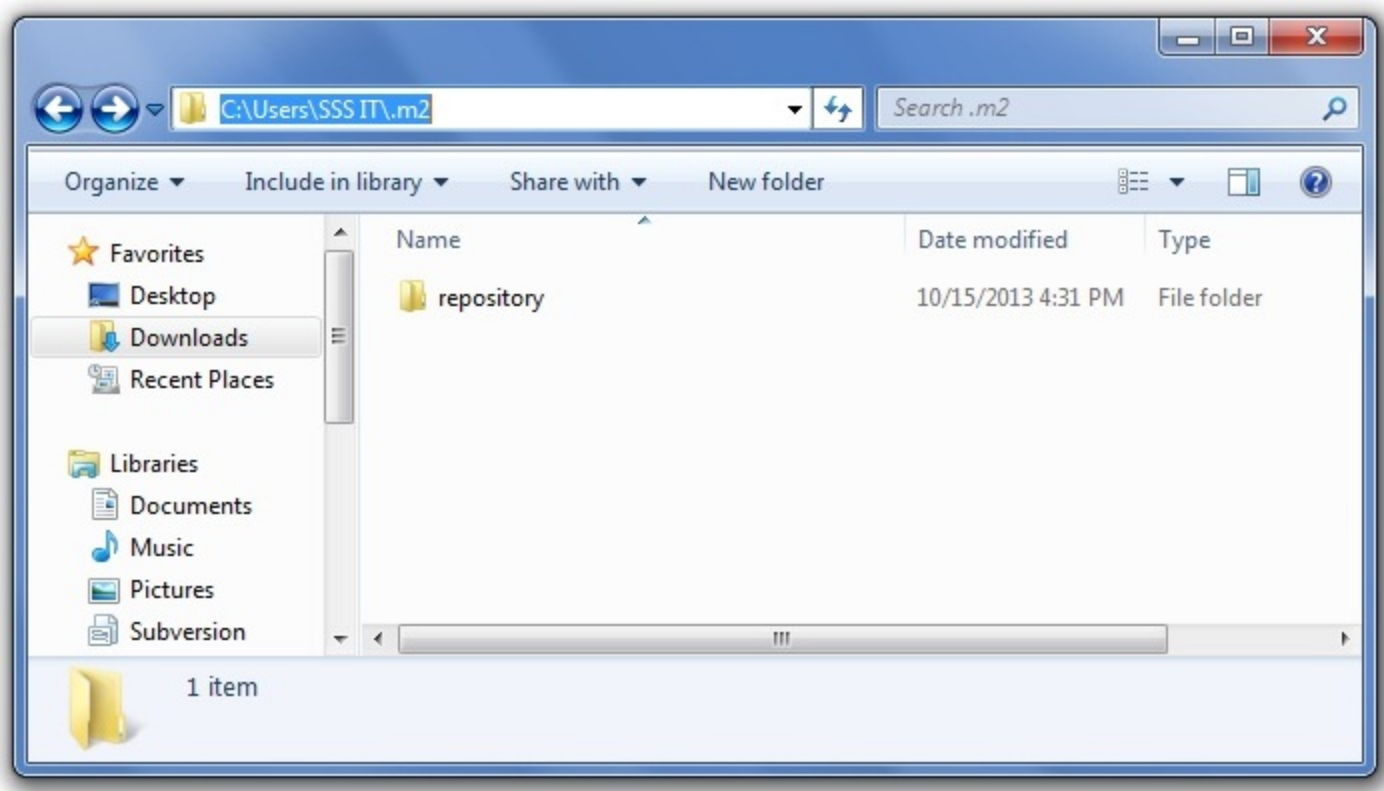 C:\Users\SSS IT\.m2
Search .m2
Organize
Include in library
Share with
New folder
Favorites
Desktop
Downloads
Recent Places
Libraries
Documents
Music
Pictures
Subversion
Name
Date modified
Type
repository
10/15/2013 4:31 PM
File folder
1 item